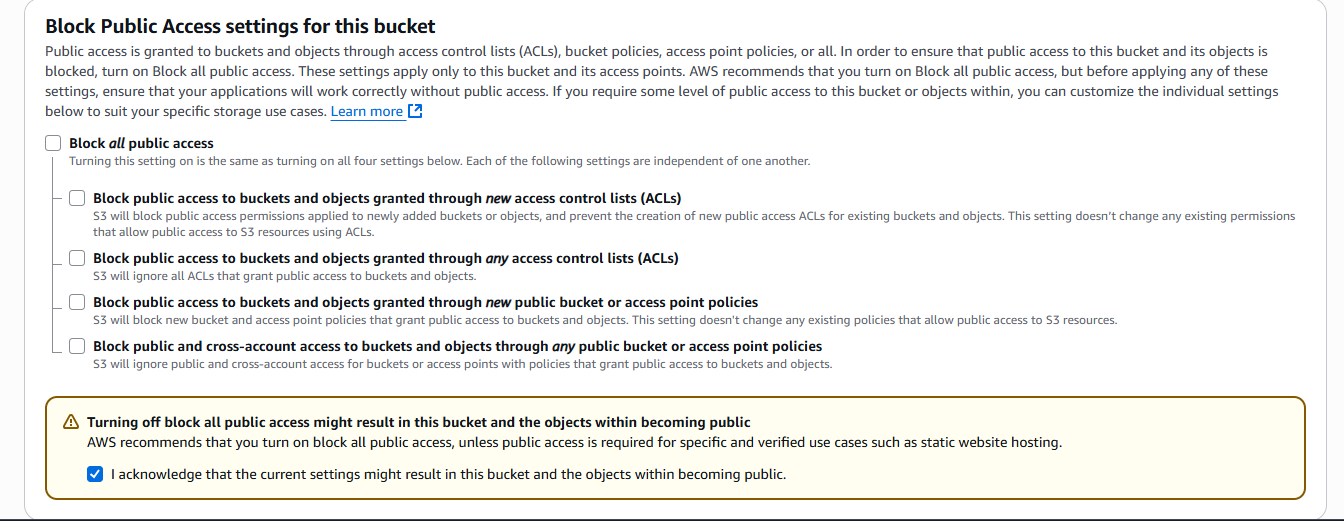 Block Public Access settings for this bucket
Public access is granted to buckets and objects through access control lists (ACLs), bucket policies, access point policies, or all. In order to ensure that public access to this bucket and its objects is
blocked, turn on Block all public access. These settings apply only to this bucket and its access points. AWS recommends that you turn on Block all public access, but before applying any of these
settings, ensure that your applications will work correctly without public access. If you require some level of public access to this bucket or objects within, you can customize the individual settings
below to suit your specific storage use cases. Learn more
Block all public access
Turning this setting on is the same as turning on all four settings below. Each of the following settings are independent of one another.
Block public access to buckets and objects granted through new access control lists (ACLs)
S3 will block public access permissions applied to newly added buckets or objects, and prevent the creation of new public access ACLs for existing buckets and objects. This setting doesn’t change any existing permissions
that allow public access to S3 resources using ACLs.
Block public access to buckets and objects granted through any access control lists (ACLs)
S3 will ignore all ACLs that grant public access to buckets and objects.
Block public access to buckets and objects granted through new public bucket or access point policies
S3 will block new bucket and access point policies that grant public access to buckets and objects. This setting doesn't change any existing policies that allow public access to S3 resources.
Block public and cross-account access to buckets and objects through any public bucket or access point policies
S3 will ignore public and cross-account access for buckets or access points with policies that grant public access to buckets and objects.
Turning off block all public access might result in this bucket and the objects within becoming public
AWS recommends that you turn on block all public access, unless public access is required for specific and verified use cases such as static website hosting.
I acknowledge that the current settings might result in this bucket and the objects within becoming public.